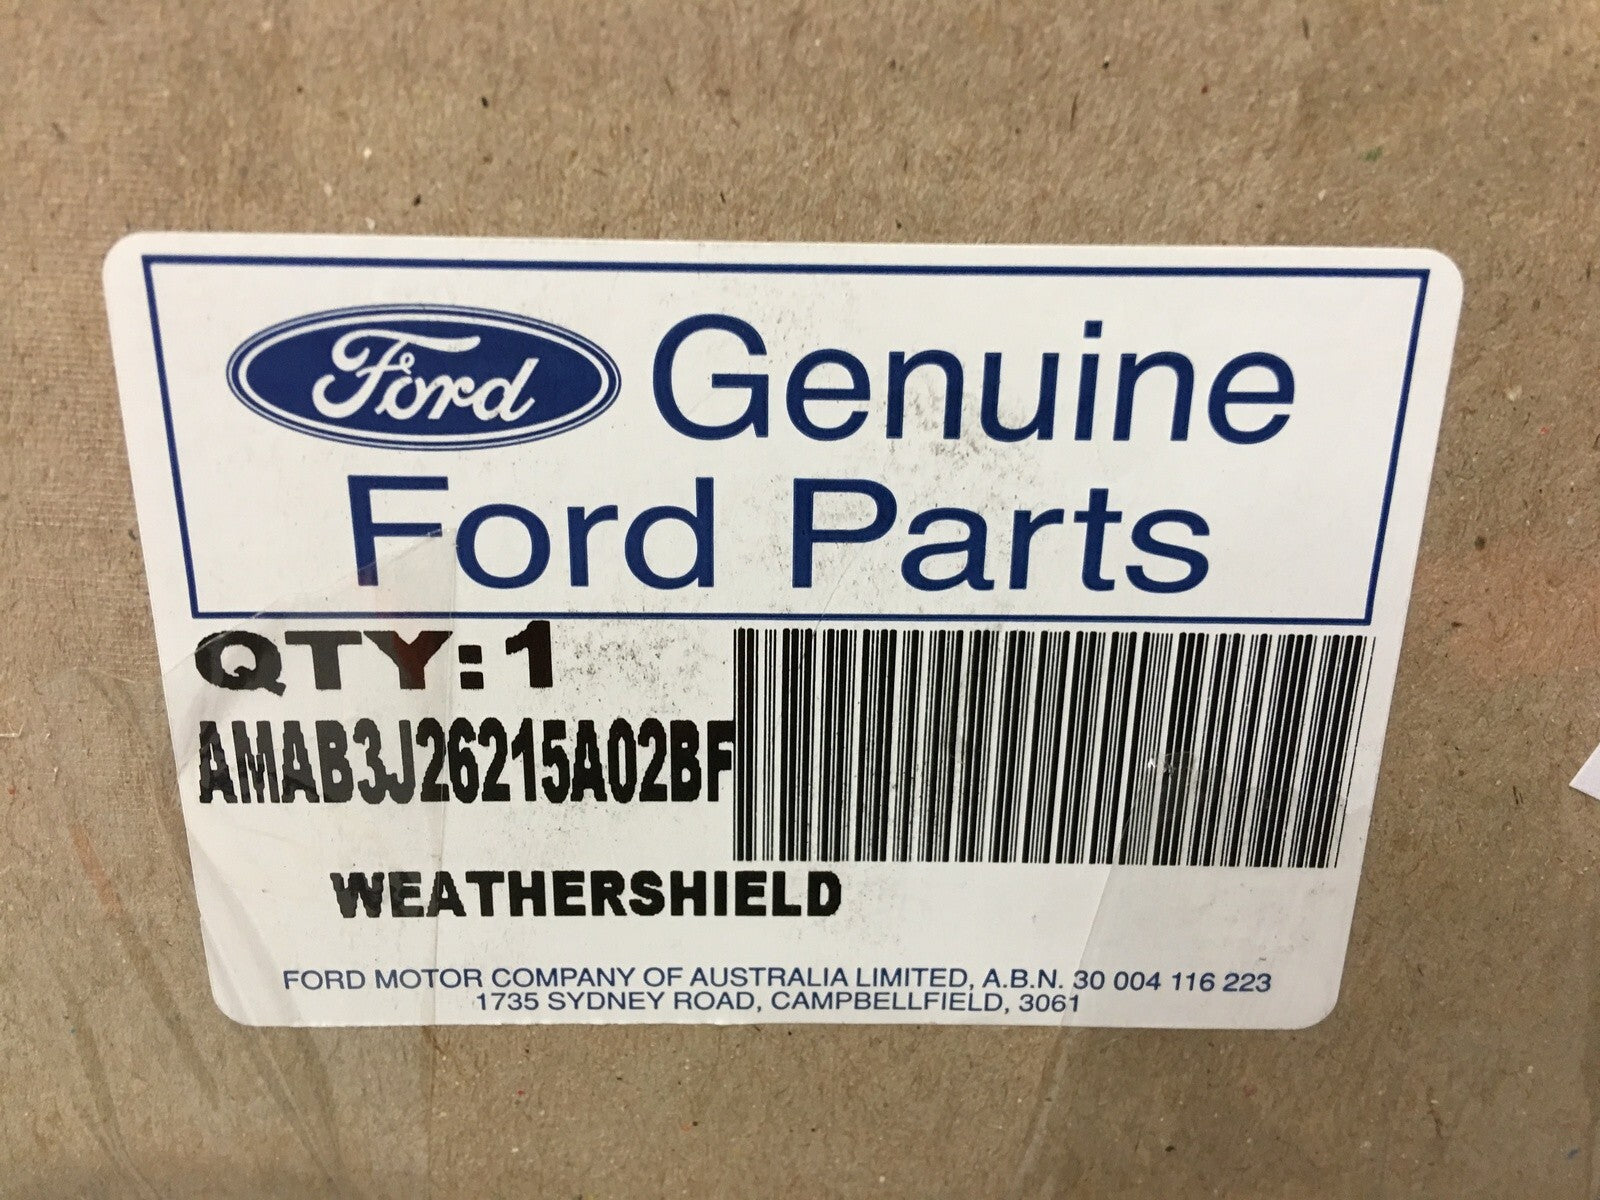 Ford Genuine
Ford Parts
QTY:1
AMAB3J26215A02BF
WEATHERSHIELD
FORD MOTOR COMPANY OF AUSTRALIA LIMITED, A.B.N. 30 004 116 223
1735 SYDNEY ROAD, CAMPBELLFIELD, 3061